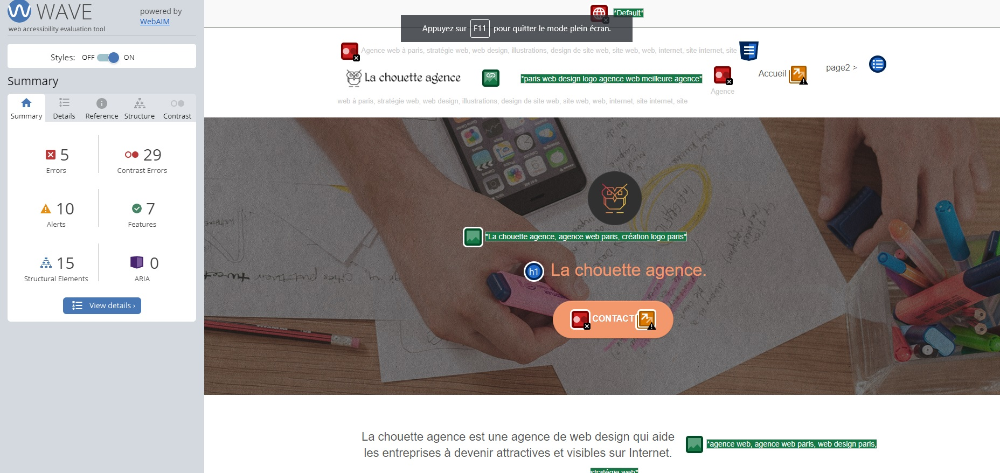 WAVE
web accessibility evaluation tool
powered by
WebAIM
Styles: OFF ON
Summary
Summary Details Reference Structure Contrast
5
Errors
29
Contrast Errors
10
Alerts
7
Features
15
Structural Elements
0
ARIA
View details ›
*Default*
Appuyez sur F11 pour quitter le mode plein écran.
Agence web à paris, stratégie web, web design, illustrations, design de site web, site web, web, internet, site internet, site
La chouette agence
*paris web design logo agence web meilleure agence*
Accueil
page2 >
Agence
web à paris, stratégie web, web design, illustrations, design de site web, site web, web, internet, site internet, site
*La chouette agence, agence web paris, création logo paris*
h1 La chouette agence.
CONTACT
La chouette agence est une agence de web design qui aide
les entreprises à devenir attractives et visibles sur Internet.
*agence web, agence web paris, web design paris,
stratégie web*